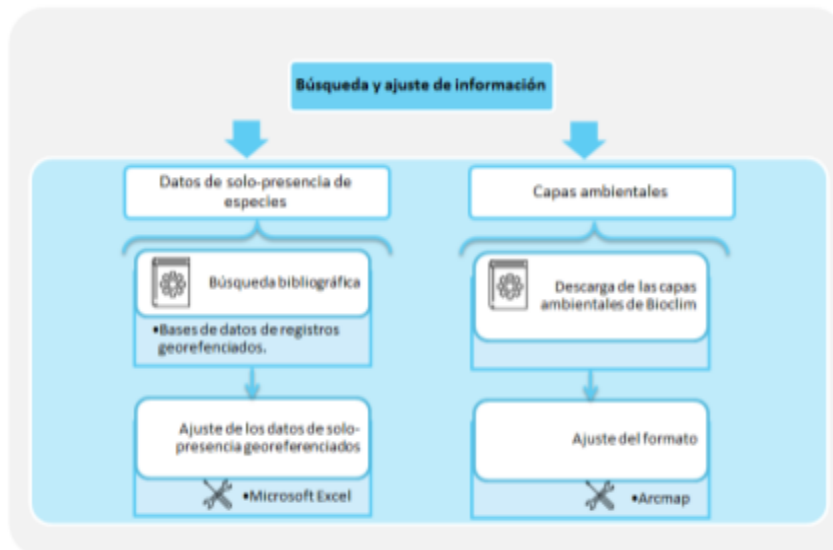 Búsqueda y ajuste de información
Datos de solo-presencia de
especies
Búsqueda bibliográfica
•Bases de datos de registros
georefenciados.
Ajuste de los datos de solo-
presencia georeferenciados
•Microsoft Excel
Capas ambientales
Descarga de las capas
ambientales de Bioclim
Ajuste del formato
•Arcmap